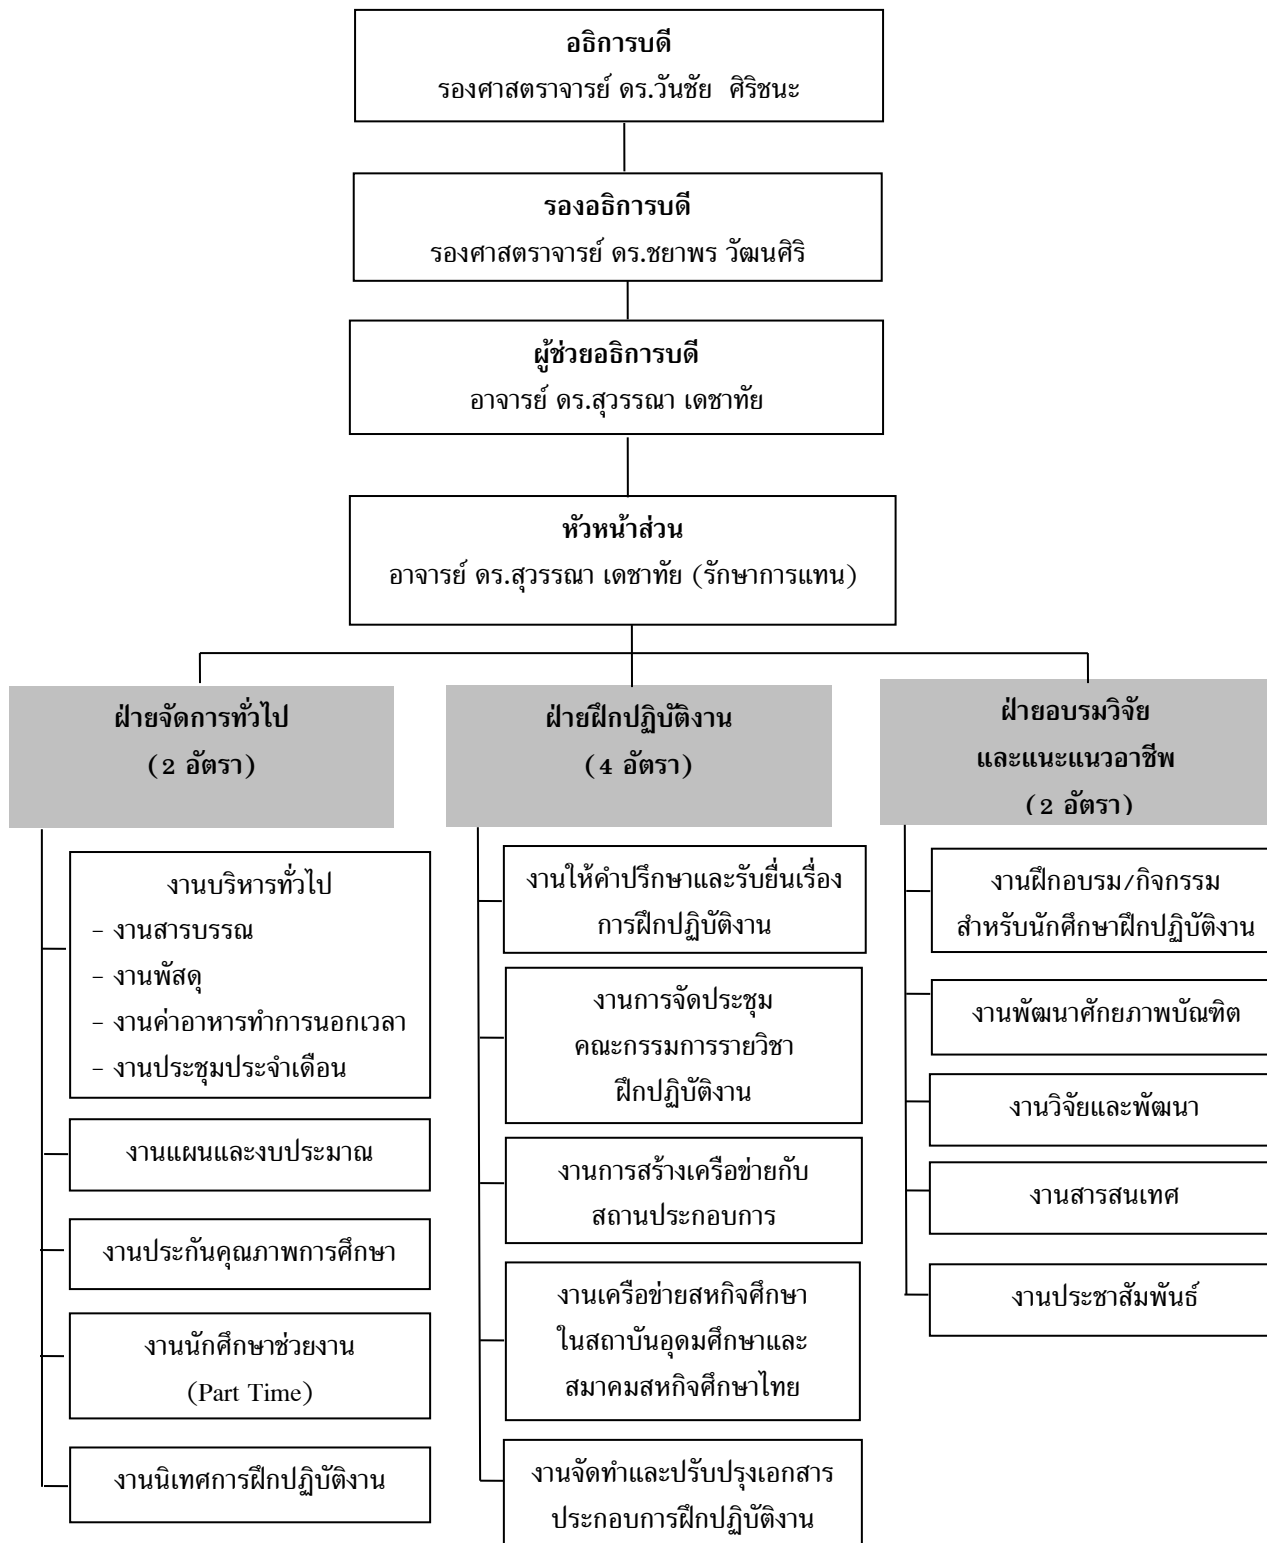 อธิการบดี
รองศาสตราจารย์ ดร.วันชัย ศิริชนะ
รองอธิการบดี
รองศาสตราจารย์ ดร.ชยาพร วัฒนศิริ
ผู้ช่วยอธิการบดี
อาจารย์ ดร.สุวรรณา เดชาทัย
หัวหน้าส่วน
อาจารย์ ดร.สุวรรณา เดชาทัย (รักษาการแทน)
ฝ่ายจัดการทั่วไป
(2 อัตรา)
งานบริหารทั่วไป
- งานสารบรรณ
- งานพัสดุ
- งานค่าอาหารทำการนอกเวลา
- งานประชุมประจำเดือน
งานแผนและงบประมาณ
งานประกันคุณภาพการศึกษา
งานนักศึกษาช่วยงาน
(Part Time)
งานนิเทศการฝึกปฏิบัติงาน
ฝ่ายฝึกปฏิบัติงาน
(4 อัตรา)
งานให้คำปรึกษาและรับยื่นเรื่อง
การฝึกปฏิบัติงาน
งานการจัดประชุม
คณะกรรมการรายวิชา
ฝึกปฏิบัติงาน
งานการสร้างเครือข่ายกับ
สถานประกอบการ
งานเครือข่ายสหกิจศึกษา
ในสถาบันอุดมศึกษาและ
สมาคมสหกิจศึกษาไทย
งานจัดทำและปรับปรุงเอกสาร
ประกอบการฝึกปฏิบัติงาน
ฝ่ายอบรมวิจัย
และแนะแนวอาชีพ
(2 อัตรา)
งานฝึกอบรม/กิจกรรม
สำหรับนักศึกษาฝึกปฏิบัติงาน
งานพัฒนาศักยภาพบัณฑิต
งานวิจัยและพัฒนา
งานสารสนเทศ
งานประชาสัมพันธ์